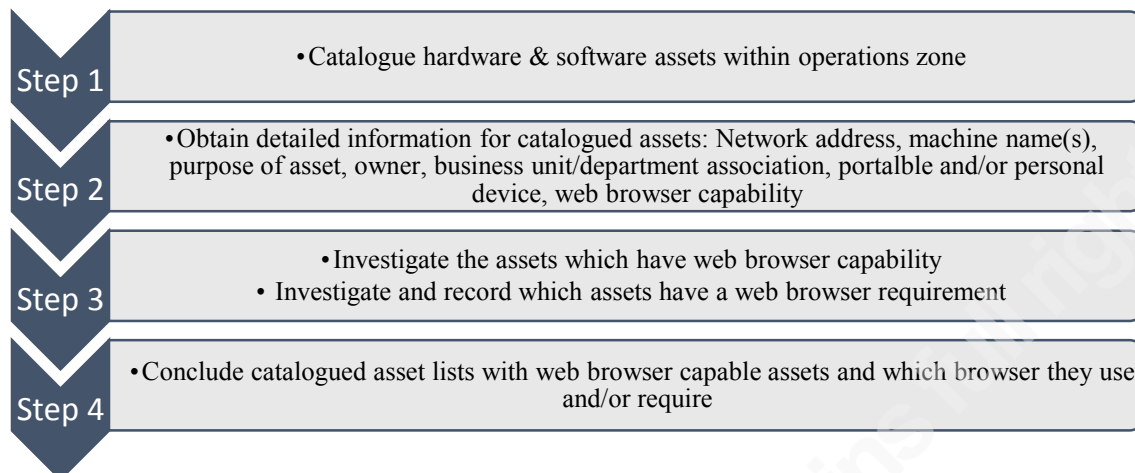 Step 1
•Catalogue hardware & software assets within operations zone
Step 2
•Obtain detailed information for catalogued assets: Network address, machine name(s),
purpose of asset, owner, business unit/department association, portalble and/or personal
device, web browser capability
Step 3
•Investigate the assets which have web browser capability
• Investigate and record which assets have a web browser requirement
Step 4
•Conclude catalogued asset lists with web browser capable assets and which browser they use
and/or require
ins full righ